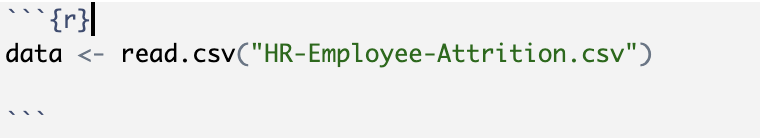 ```{r}
data <- read.csv("HR-Employee-Attrition.csv")
```